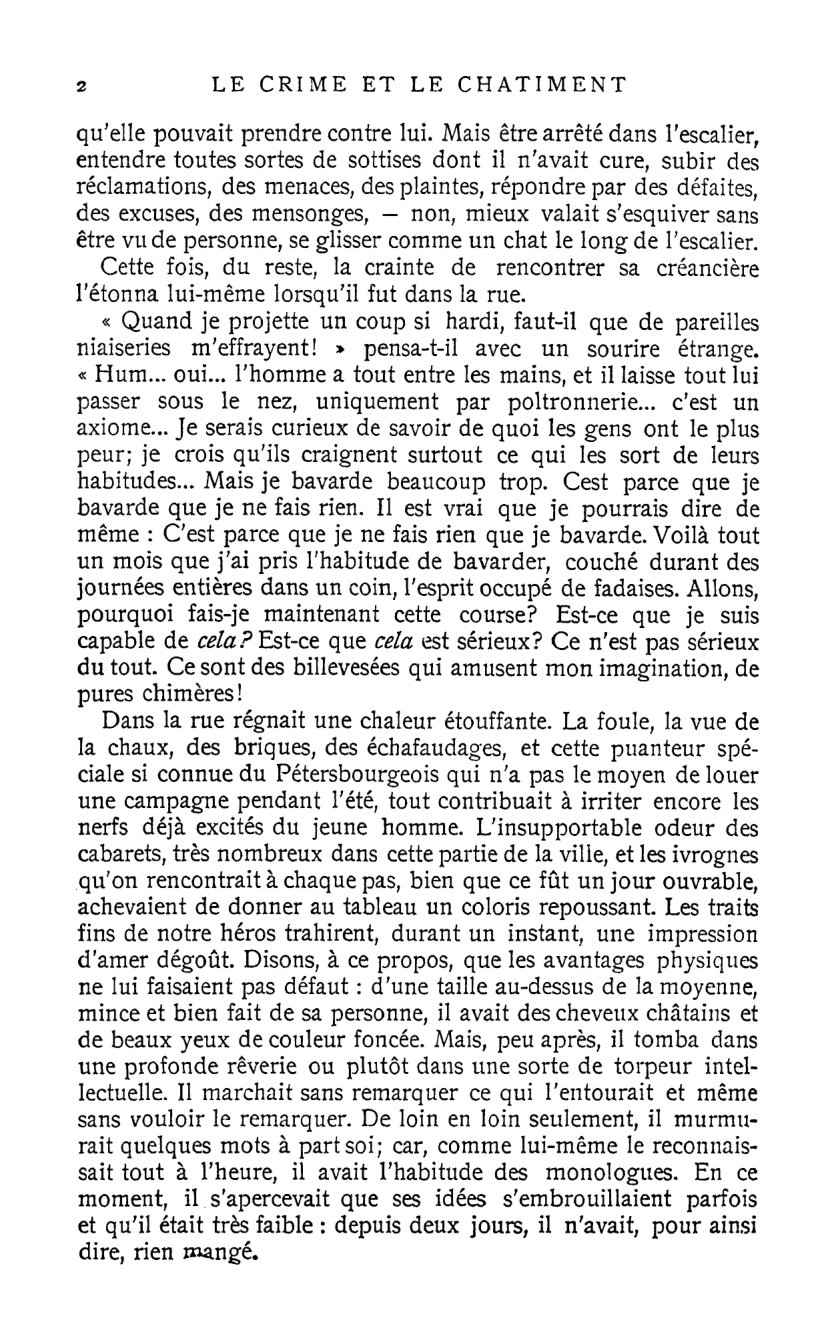 2 LE CRIME ET LE CHATIMENT
qu'elle pouvait prendre contre lui. Mais être arrêté dans l'escalier,
entendre toutes sortes de sottises dont il n'avait cure, subir des
réclamations, des menaces, des plaintes, répondre par des défaites,
des excuses, des mensonges, — non, mieux valait s'esquiver sans
être vu de personne, se glisser comme un chat le long de l'escalier.
Cette fois, du reste, la crainte de rencontrer sa créancière
l'étonna lui-même lorsqu'il fut dans la rue.
« Quand je projette un coup si hardi, faut-il que de pareilles
niaiseries m'effrayent! » pensa-t-il avec un sourire étrange.
« Hum... oui... l'homme a tout entre les mains, et il laisse tout lui
passer sous le nez, uniquement par poltronnerie... c'est un
axiome... Je serais curieux de savoir de quoi les gens ont le plus
peur; je crois qu'ils craignent surtout ce qui les sort de leurs
habitudes... Mais je bavarde beaucoup trop. Cest parce que je
bavarde que je ne fais rien. Il est vrai que je pourrais dire de
même : C'est parce que je ne fais rien que je bavarde. Voilà tout
un mois que j'ai pris l'habitude de bavarder, couché durant des
journées entières dans un coin, l'esprit occupé de fadaises. Allons,
pourquoi fais-je maintenant cette course? Est-ce que je suis
capable de cela? Est-ce que cela est sérieux? Ce n'est pas sérieux
du tout. Ce sont des billevesées qui amusent mon imagination, de
pures chimères!
Dans la rue régnait une chaleur étouffante. La foule, la vue de
la chaux, des briques, des échafaudages, et cette puanteur spé-
ciale si connue du Pétersbourgeois qui n'a pas le moyen de louer
une campagne pendant l'été, tout contribuait à irriter encore les
nerfs déjà excités du jeune homme. L'insupportable odeur des
cabarets, très nombreux dans cette partie de la ville, et les ivrognes
qu'on rencontrait à chaque pas, bien que ce fût un jour ouvrable,
achevaient de donner au tableau un coloris repoussant. Les traits
fins de notre héros trahirent, durant un instant, une impression
d'amer dégoût. Disons, à ce propos, que les avantages physiques
ne lui faisaient pas défaut : d'une taille au-dessus de la moyenne,
mince et bien fait de sa personne, il avait des cheveux châtains et
de beaux yeux de couleur foncée. Mais, peu après, il tomba dans
une profonde rêverie ou plutôt dans une sorte de torpeur intel-
lectuelle. Il marchait sans remarquer ce qui l'entourait et même
sans vouloir le remarquer. De loin en loin seulement, il murmu-
rait quelques mots à part soi; car, comme lui-même le reconnais-
sait tout à l'heure, il avait l'habitude des monologues. En ce
moment, il s'apercevait que ses idées s'embrouillaient parfois
et qu'il était très faible : depuis deux jours, il n'avait, pour ainsi
dire, rien mangé.